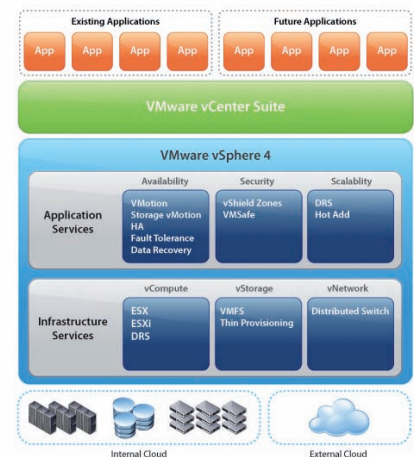 Existing Applications
Future Applications
App App App App App App App App
VMware vCenter Suite
VMware vSphere 4
Availability Security Scalablity
Application
Services
VMotion
Storage vMotion
HA
Fault Tolerance
Data Recovery
vShield Zones
VMSafe
DRS
Hot Add
vCompute vStorage vNetwork
Infrastructure
Services
ESX
ESXi
DRS
VMFS
Thin Provisioning
Distributed Switch
Internal Cloud
External Cloud